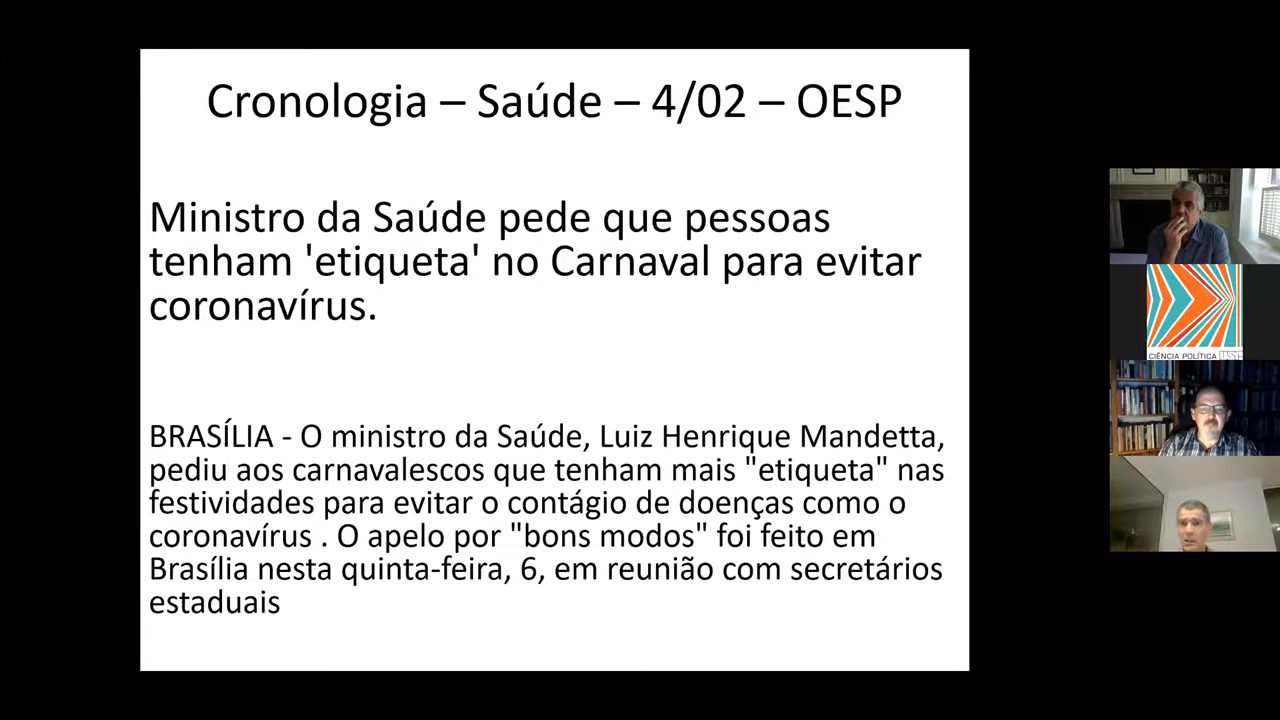 Cronologia – Saúde – 4/02 – OESP
Ministro da Saúde pede que pessoas
tenham 'etiqueta' no Carnaval para evitar
coronavírus.
BRASÍLIA - O ministro da Saúde, Luiz Henrique Mandetta,
pediu aos carnavalescos que tenham mais "etiqueta" nas
festividades para evitar o contágio de doenças como o
coronavírus . O apelo por "bons modos" foi feito em
Brasília nesta quinta-feira, 6, em reunião com secretários
estaduais
CIÊNCIA POLÍTICA USP